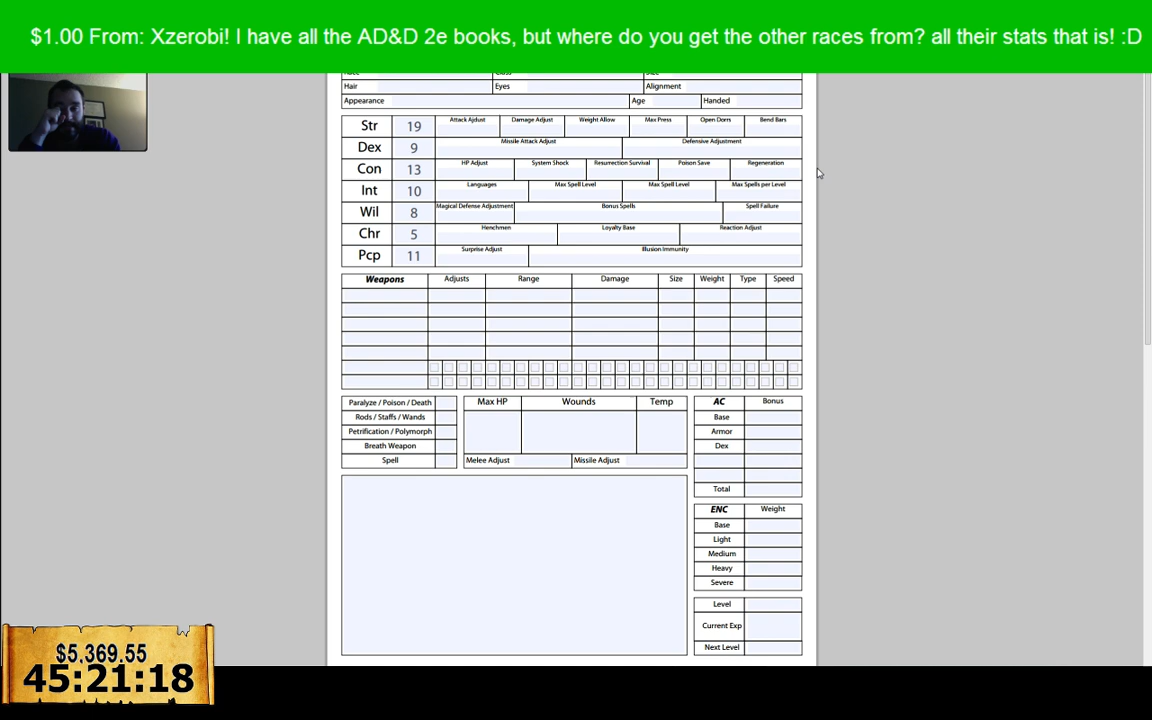 $1.00 From: Xzerobi! I have all the AD&D 2e books, but where do you get the other races from? all their stats that is! :D
Hair Eyes Alignment
Appearance Age Handed
Str 19 Attack Ajdust Damage Adjust Weight Allow Max Press Open Dorrs Bend Bars
Dex 9 Missile Attack Adjust Defensive Adjustment
Con 13 HP Adjust System Shock Resurrection Survival Poison Save Regeneration
Int 10 Languages Max Spell Level Max Spell Level Max Spells per Level
Wil 8 Magical Defense Adjustment Bonus Spells Spell Failure
Chr 5 Henchmen Loyalty Base Reaction Adjust
Pcp 11 Surprise Adjust Illusion Immunity
Weapons Adjusts Range Damage Size Weight Type Speed
Paralyze / Poison / Death Max HP Wounds Temp AC Bonus
Rods / Staffs / Wands Base
Petrification / Polymorph Armor
Breath Weapon Dex
Spell Melee Adjust Missile Adjust
Total
ENC Weight
Base
Light
Medium
Heavy
Severe
Level
Current Exp
Next Level
$5,369.55
45:21:18